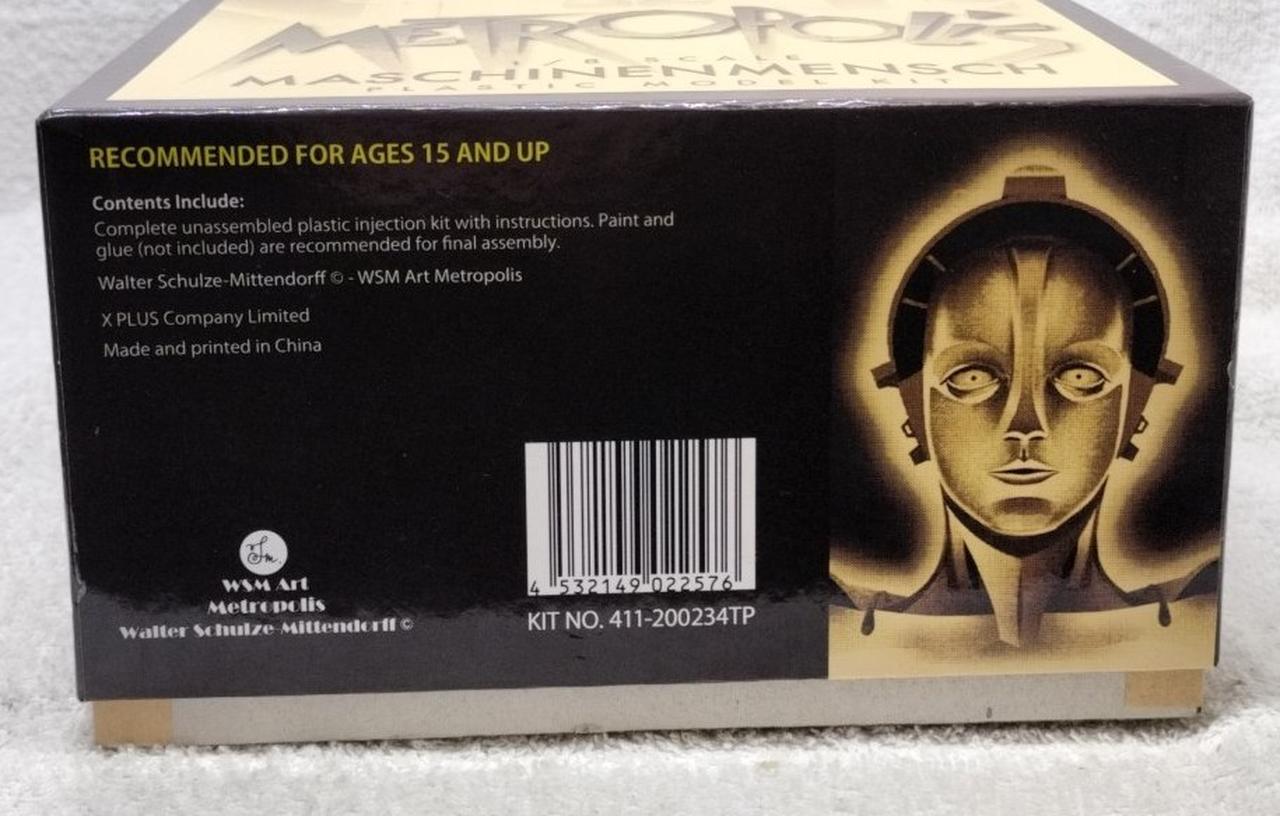 METROPOLIS
1/8 SCALE
MASCHINENMENSCH
PLASTIC MODEL KIT
RECOMMENDED FOR AGES 15 AND UP
Contents Include:
Complete unassembled plastic injection kit with instructions. Paint and
glue (not included) are recommended for final assembly.
Walter Schulze-Mittendorff © - WSM Art Metropolis
X PLUS Company Limited
Made and printed in China
4 532149 022576
KIT NO. 411-200234TP
WSM Art
Metropolis
Walter Schulze-Mittendorff ©